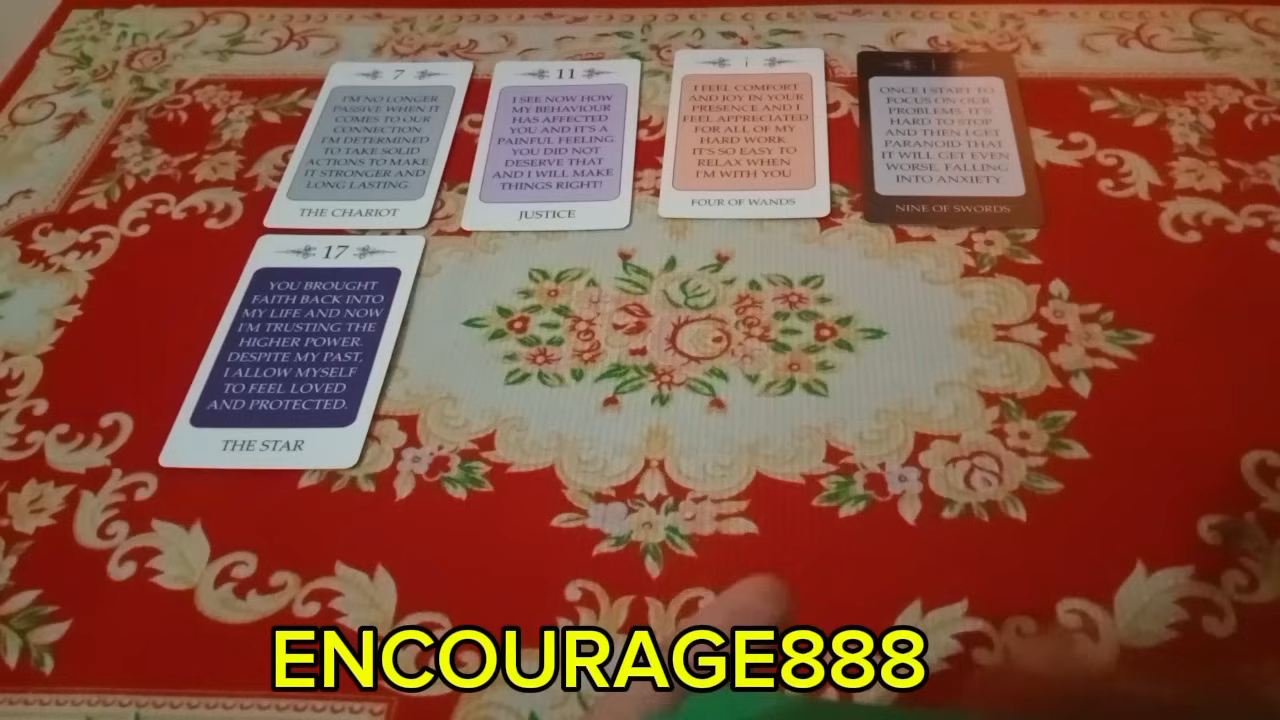 7
I'M NO LONGER
PASSIVE WHEN IT
COMES TO OUR
CONNECTION.
I'M DETERMINED
TO TAKE SOLID
ACTIONS TO MAKE
IT STRONGER AND
LONG LASTING.
THE CHARIOT
11
I SEE NOW HOW
MY BEHAVIOUR
HAS AFFECTED
YOU AND IT'S A
PAINFUL FEELING.
YOU DID NOT
DESERVE THAT
AND I WILL MAKE
THINGS RIGHT!
JUSTICE
I FEEL COMFORT
AND JOY IN YOUR
PRESENCE AND I
FEEL APPRECIATED
FOR ALL OF MY
HARD WORK.
IT'S SO EASY TO
RELAX WHEN
I'M WITH YOU
FOUR OF WANDS
ONCE I START TO
FOCUS ON OUR
PROBLEMS, IT'S
HARD TO STOP
AND THEN I GET
PARANOID THAT
IT WILL GET EVEN
WORSE, FALLING
INTO ANXIETY
NINE OF SWORDS
17
YOU BROUGHT
FAITH BACK INTO
MY LIFE AND NOW
I'M TRUSTING THE
HIGHER POWER.
DESPITE MY PAST,
I ALLOW MYSELF
TO FEEL LOVED
AND PROTECTED.
THE STAR
ENCOURAGE888